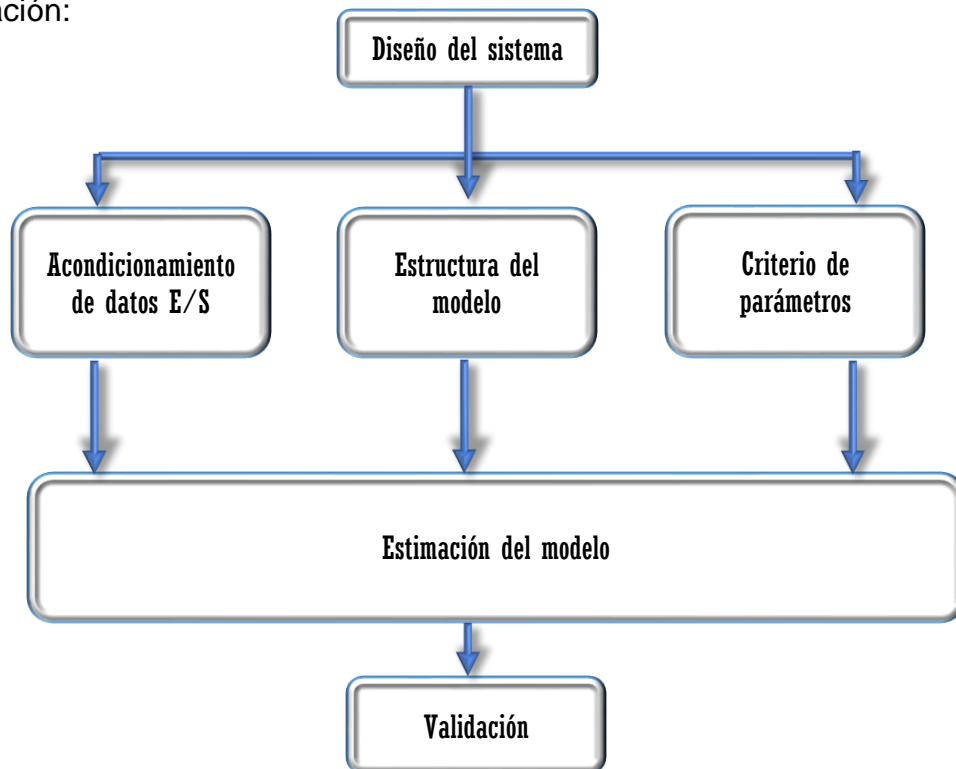 ación:
Diseño del sistema
Acondicionamiento
de datos E/S
Estructura del
modelo
Criterio de
parámetros
Estimación del modelo
Validación